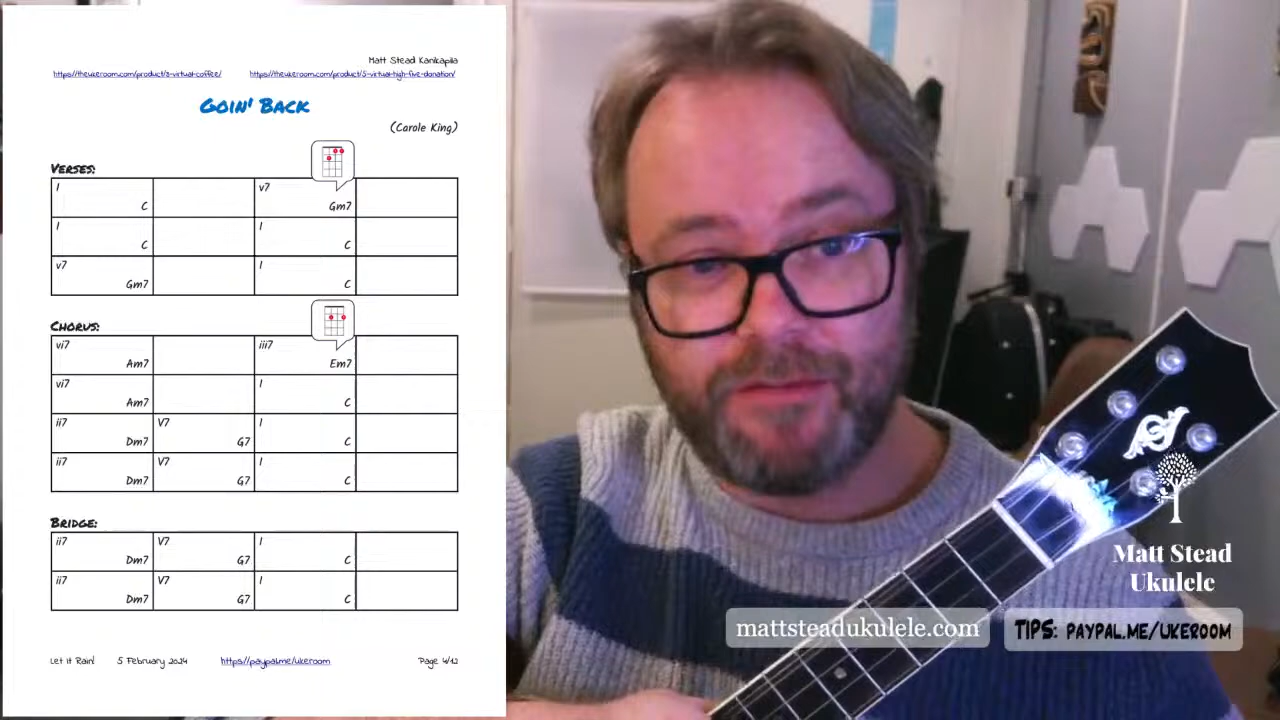 Matt Stead Kanikapila
https://theukeroom.com/product/3-virtual-coffee/ https://theukeroom.com/product/5-virtual-high-five-donation/
Goin' Back
(Carole King)
Verses:
I v7
C Gm7
I I
C C
v7 I
Gm7 C
Chorus:
vi7 iii7
Am7 Em7
vi7 I
Am7 C
ii7 V7 I
Dm7 G7 C
ii7 V7 I
Dm7 G7 C
Bridge:
ii7 V7 I
Dm7 G7 C
ii7 V7 I
Dm7 G7 C
Let it Rain! 5 February 2024 https://paypal.me/ukeroom Page 4/42
Matt Stead
Ukulele
mattsteadukulele.com
TIPS: PAYPAL.ME/UKEROOM